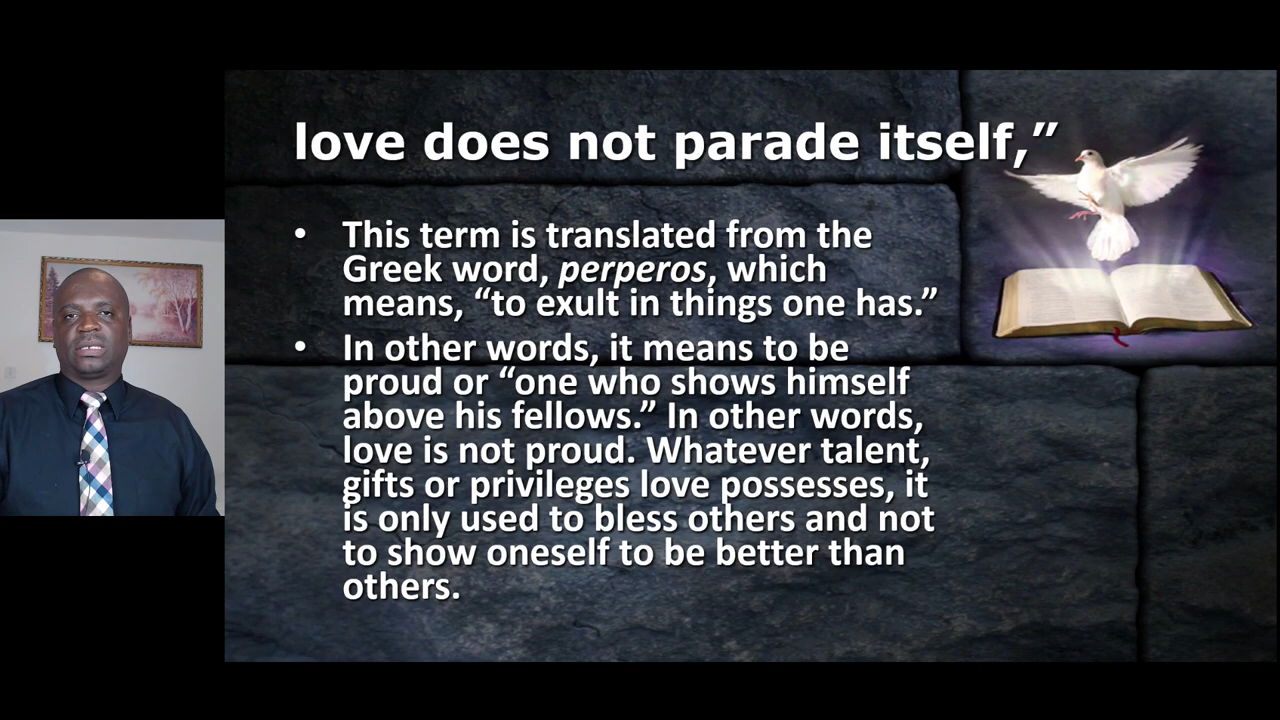 love does not parade itself,”
• This term is translated from the
Greek word, perperos, which
means, “to exult in things one has.”
• In other words, it means to be
proud or “one who shows himself
above his fellows.” In other words,
love is not proud. Whatever talent,
gifts or privileges love possesses, it
is only used to bless others and not
to show oneself to be better than
others.